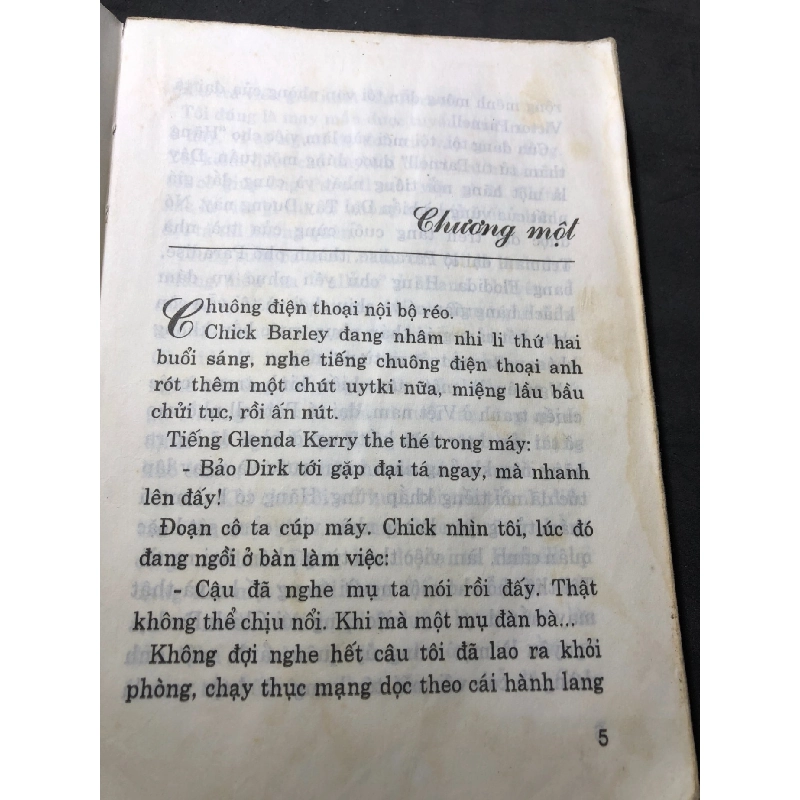 Chương một
Chuông điện thoại nội bộ réo.
Chick Barley đang nhâm nhi li thứ hai
buổi sáng, nghe tiếng chuông điện thoại anh
rót thêm một chút uytki nữa, miệng lầu bầu
chửi tục, rồi ấn nút.
Tiếng Glenda Kerry the thé trong máy:
- Bảo Dirk tới gặp đại tá ngay, mà nhanh
lên đấy!
Đoạn cô ta cúp máy. Chick nhìn tôi, lúc đó
đang ngồi ở bàn làm việc:
- Cậu đã nghe mụ ta nói rồi đấy. Thật
không thể chịu nổi. Khi mà một mụ đàn bà...
Không đợi nghe hết câu tôi đã lao ra khỏi
phòng, chạy thục mạng dọc theo cái hành lang
5